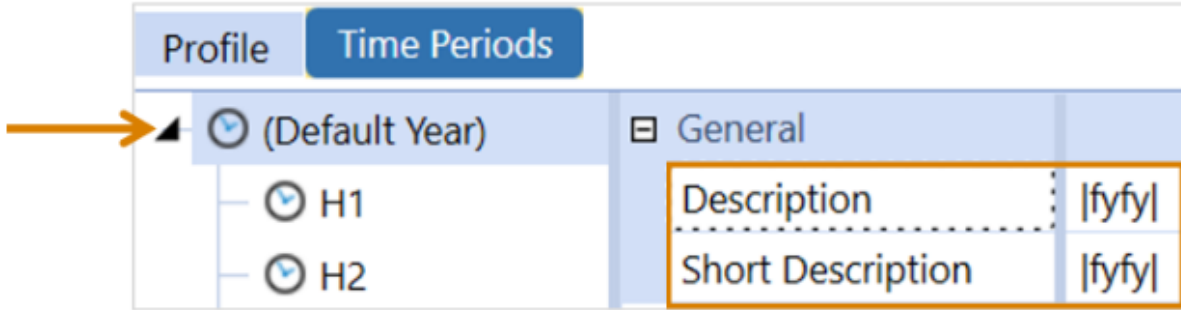 Profile Time Periods
(Default Year) General
H1 Description |fyfy|
H2 Short Description |fyfy|